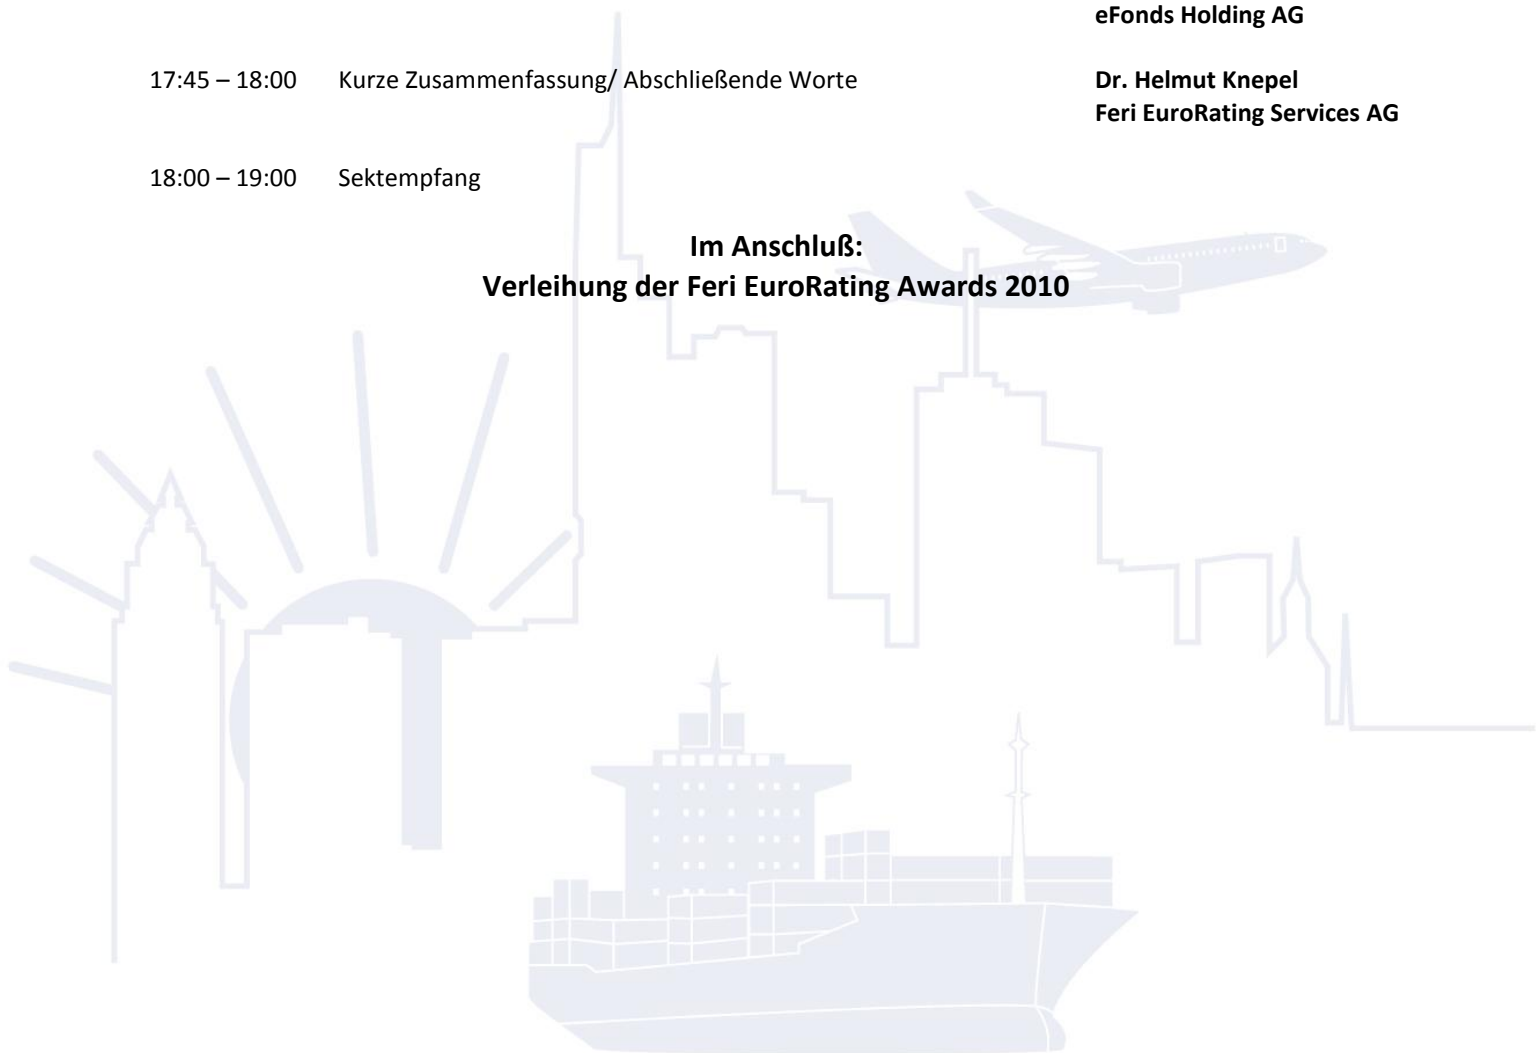 eFonds Holding AG
17:45 – 18:00 Kurze Zusammenfassung/ Abschließende Worte Dr. Helmut Knepel
Feri EuroRating Services AG
18:00 – 19:00 Sektempfang
Im Anschluß:
Verleihung der Feri EuroRating Awards 2010